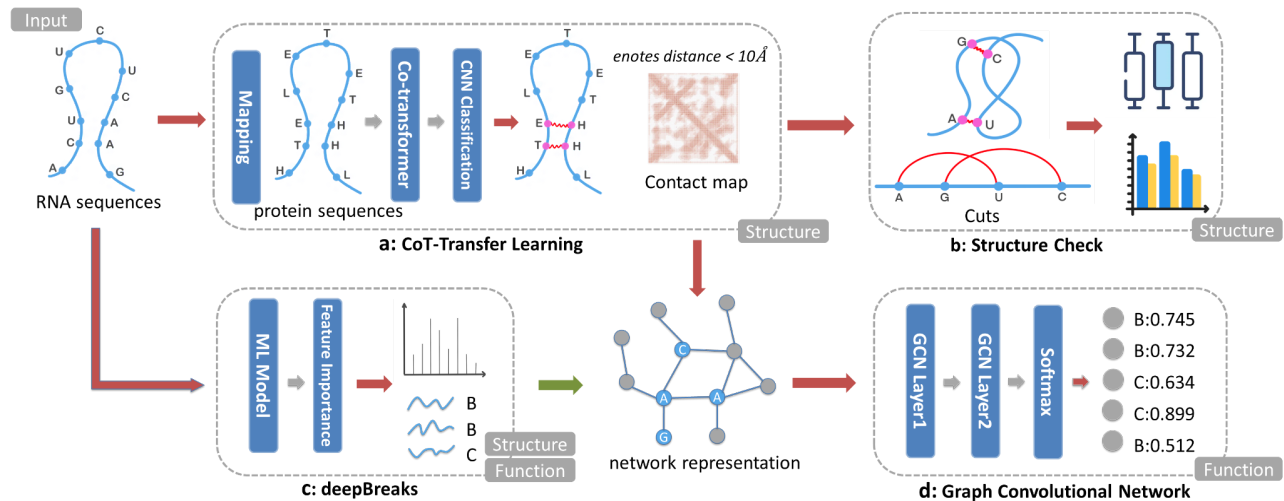 Input
U
C
U
G
C
U
A
C
A
A
G
RNA sequences
Mapping
T
E
E
L
T
E
H
T
H
H
L
protein sequences
Co-transformer
CNN Classification
T
E
E
L
T
E
H
T
H
H
L
enotes distance < 10Å
Contact map
Structure
a: CoT-Transfer Learning
G
C
A
U
A
G
U
C
Cuts
Structure
b: Structure Check
ML Model
Feature Importance
B
B
C
Structure
Function
c: deepBreaks
C
A
A
G
network representation
GCN Layer1
GCN Layer2
Softmax
B:0.745
B:0.732
C:0.634
C:0.899
B:0.512
Function
d: Graph Convolutional Network